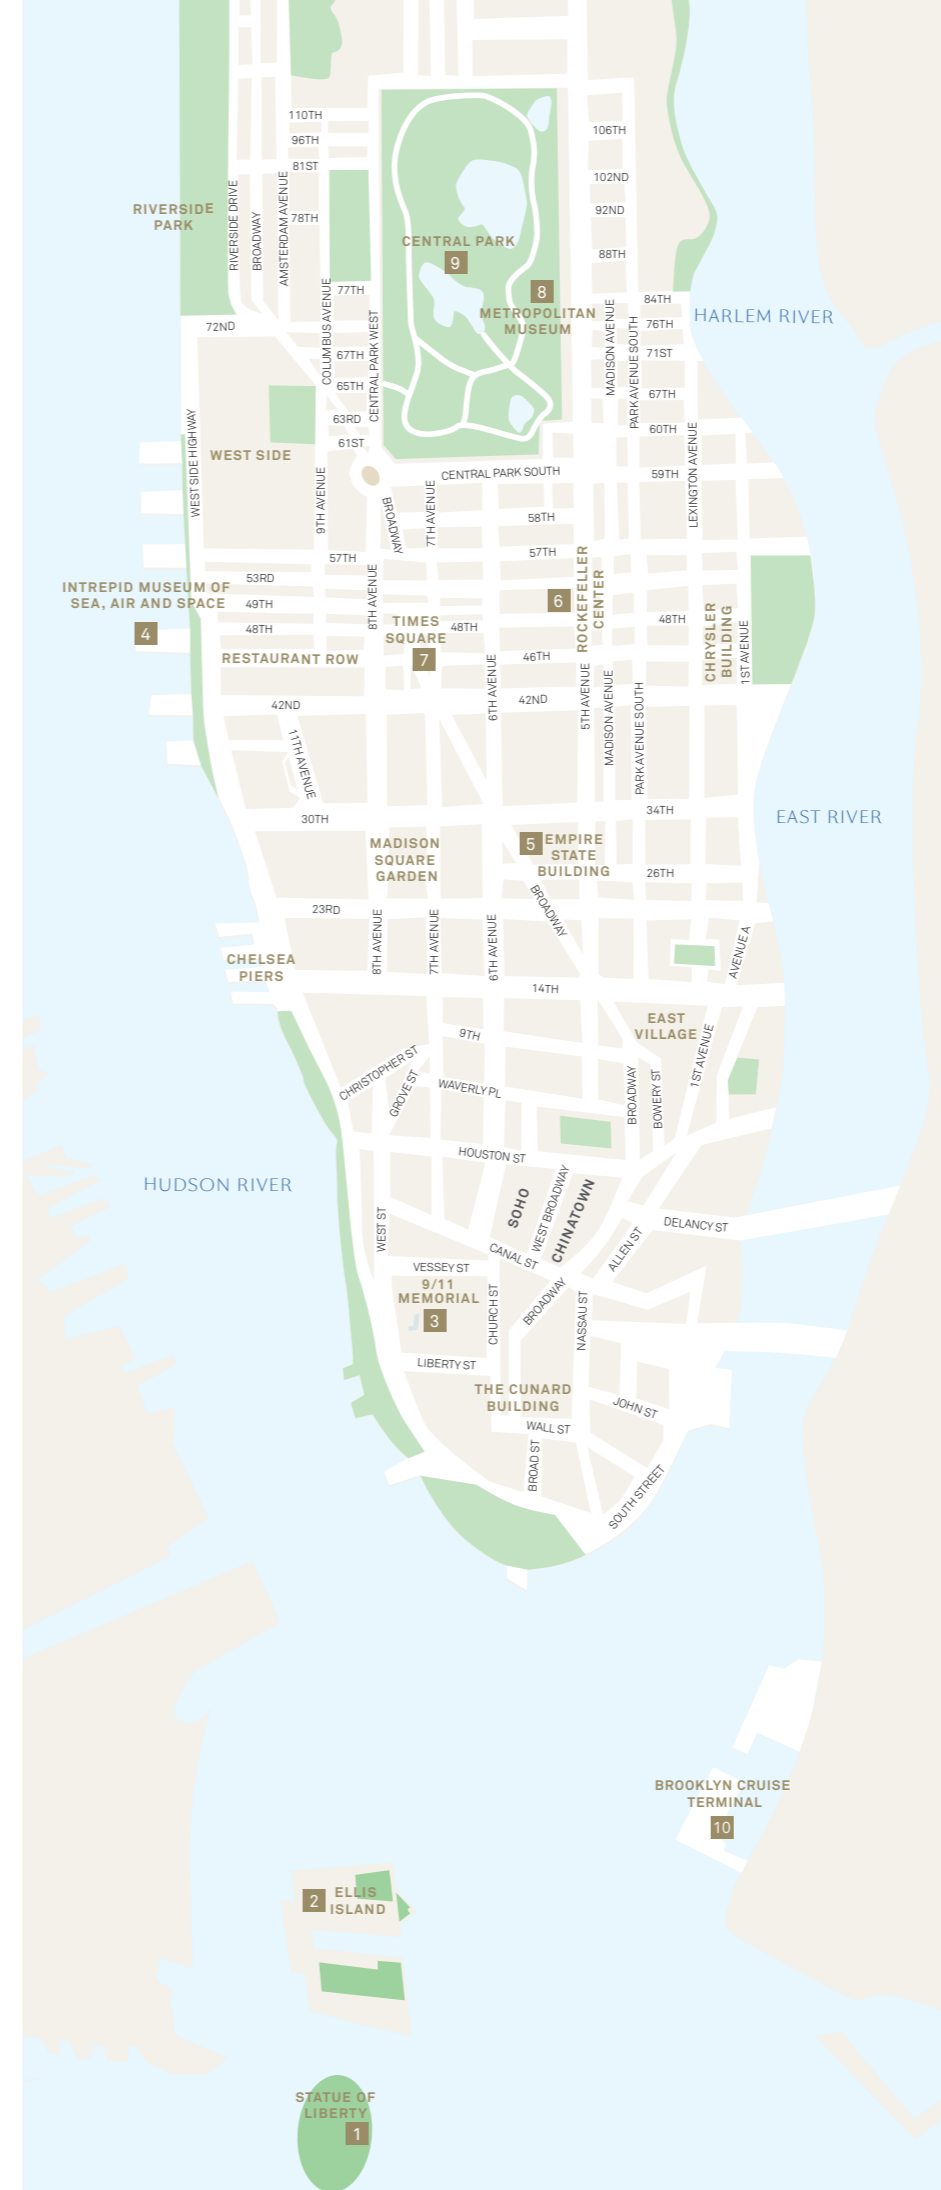 110TH
96TH
81ST
106TH
102ND
RIVERSIDE
PARK
RIVERSIDE DRIVE
BROADWAY
AMSTERDAM AVENUE
78TH
92ND
CENTRAL PARK
9
88TH
77TH
8
METROPOLITAN
MUSEUM
84TH
HARLEM RIVER
72ND
COLUMBUS AVENUE
CENTRAL PARK WEST
76TH
MADISON AVENUE
PARK AVENUE SOUTH
67TH
71ST
65TH
67TH
63RD
61ST
60TH
WEST SIDE HIGHWAY
WEST SIDE
CENTRAL PARK SOUTH
59TH
LEXINGTON AVENUE
9TH AVENUE
BROADWAY
7TH AVENUE
58TH
57TH
57TH
53RD
INTREPID MUSEUM OF
SEA, AIR AND SPACE
4
49TH
48TH
8TH AVENUE
TIMES
SQUARE
7
48TH
6
ROCKEFELLER
CENTER
48TH
CHRYSLER
BUILDING
1ST AVENUE
RESTAURANT ROW
46TH
6TH AVENUE
42ND
42ND
5TH AVENUE
MADISON AVENUE
PARK AVENUE SOUTH
11TH AVENUE
30TH
34TH
EAST RIVER
MADISON
SQUARE
GARDEN
5
EMPIRE
STATE
BUILDING
26TH
BROADWAY
23RD
8TH AVENUE
7TH AVENUE
6TH AVENUE
AVENUE A
CHELSEA
PIERS
14TH
EAST
VILLAGE
9TH
CHRISTOPHER ST
GROVE ST
WAVERLY PL
BROADWAY
BOWERY ST
1ST AVENUE
HOUSTON ST
HUDSON RIVER
SOHO
WEST BROADWAY
CHINATOWN
WEST ST
CANAL ST
ALLEN ST
DELANCY ST
VESSEY ST
9/11
MEMORIAL
3
CHURCH ST
BROADWAY
NASSAU ST
LIBERTY ST
THE CUNARD
BUILDING
JOHN ST
WALL ST
BROAD ST
SOUTH STREET
BROOKLYN CRUISE
TERMINAL
10
2
ELLIS
ISLAND
STATUE OF
LIBERTY
1